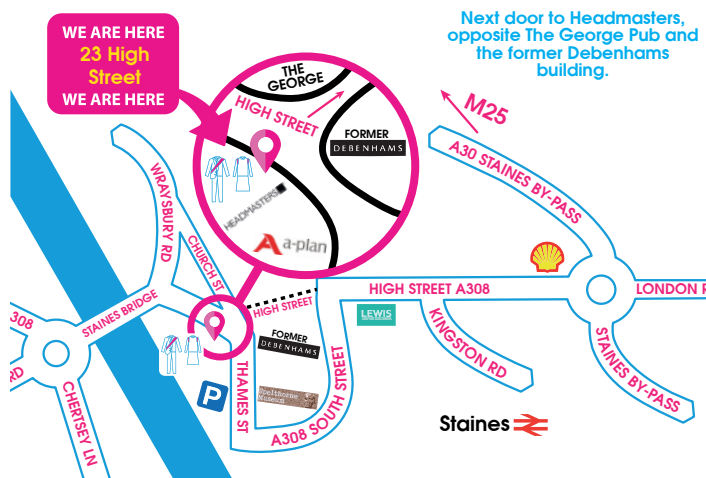 WE ARE HERE
23 High
Street
WE ARE HERE
Next door to Headmasters,
opposite The George Pub and
the former Debenhams
building.
THE
GEORGE
HIGH STREET
FORMER
DEBENHAMS
HEADMASTERS
A a-plan
M25
A30 STAINES BY-PASS
WRAYSBURY RD
CHURCH ST
HIGH STREET
HIGH STREET A308
LONDON R
308
STAINES BRIDGE
LEWIS
FORMER
DEBENHAMS
KINGSTON RD
STAINES BY-PASS
RD
CHERTSEY LN
P
THAMES ST
Spelthorne
Museum
A308 SOUTH STREET
Staines